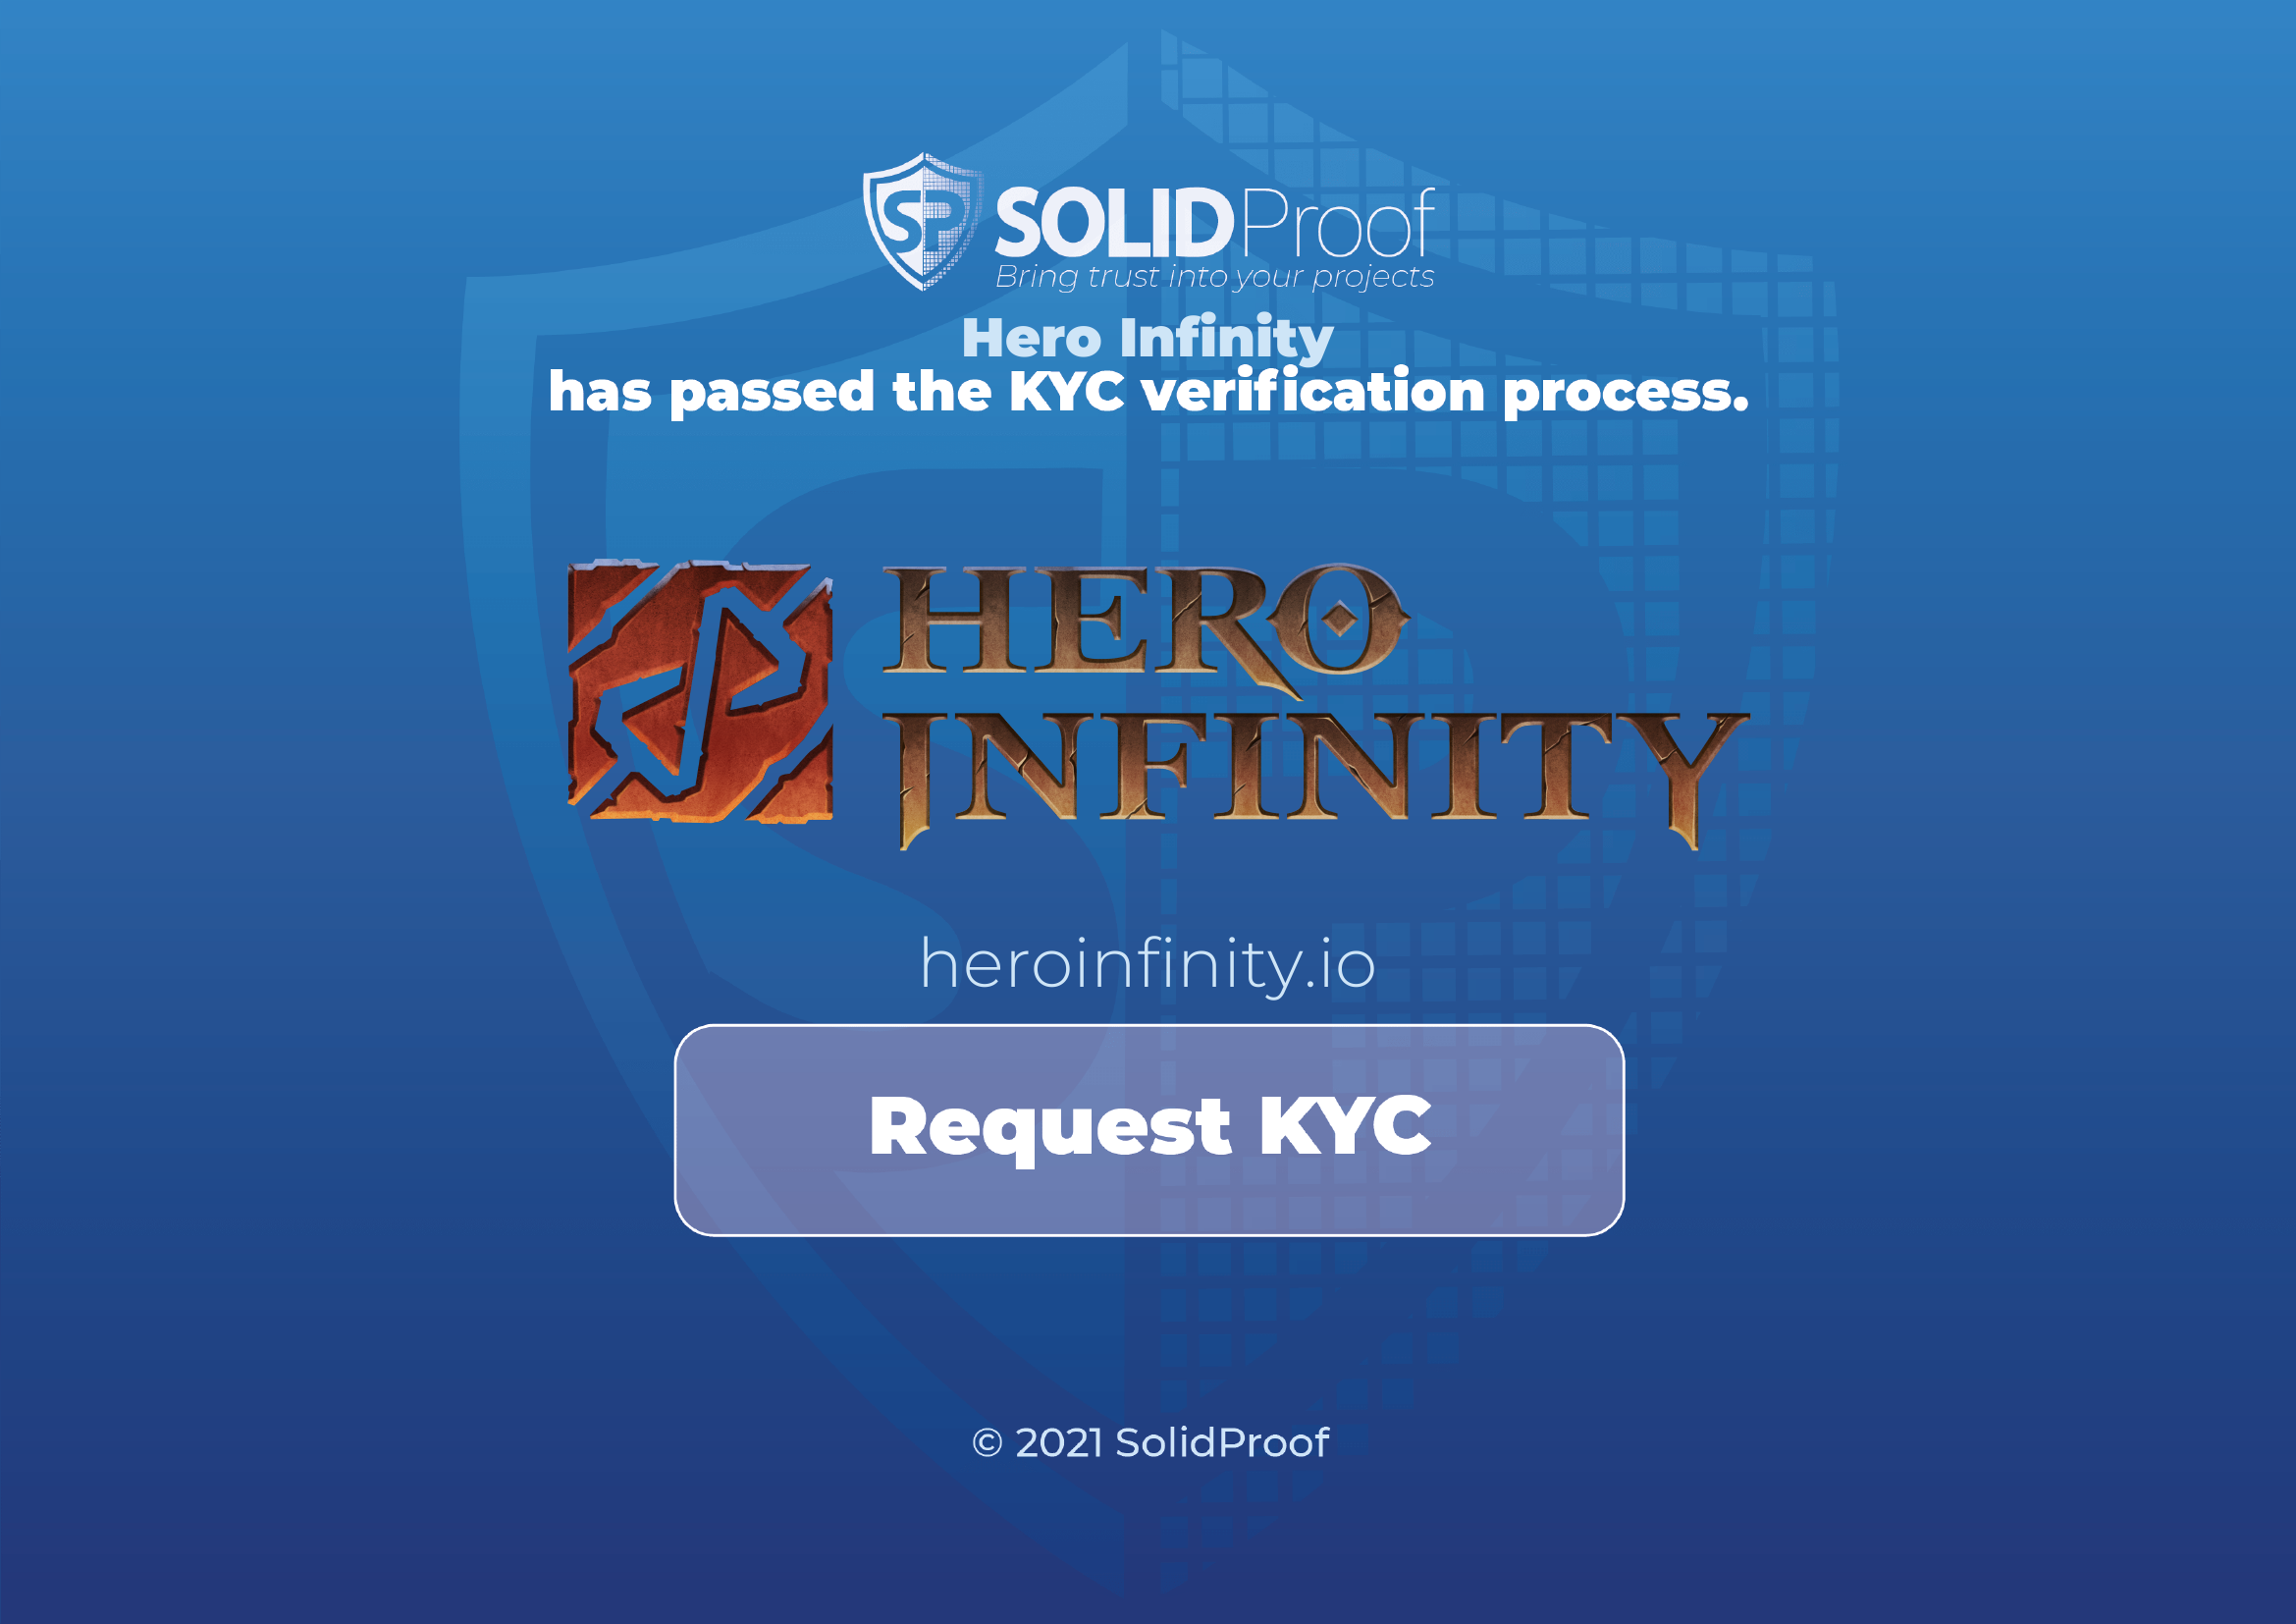 SP SOLIDProof
Bring trust into your projects
Hero Infinity
has passed the KYC verification process.
HERO
INFINITY
heroinfinity.io
Request KYC
© 2021 SolidProof